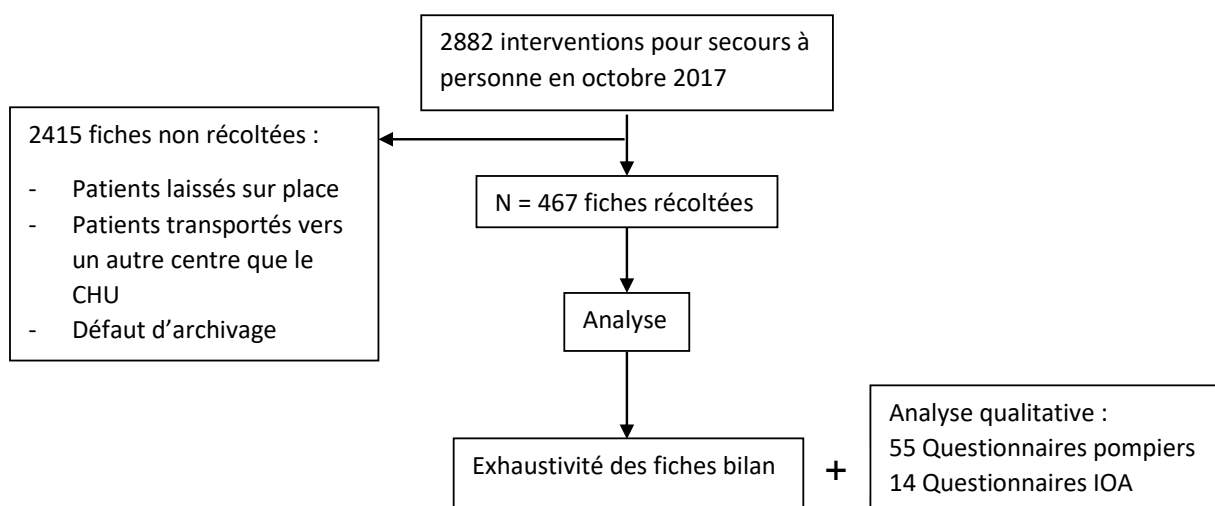 2882 interventions pour secours à
personne en octobre 2017
2415 fiches non récoltées :
- Patients laissés sur place
- Patients transportés vers
un autre centre que le
CHU
- Défaut d’archivage
N = 467 fiches récoltées
Analyse
Exhaustivité des fiches bilan
+
Analyse qualitative :
55 Questionnaires pompiers
14 Questionnaires IOA